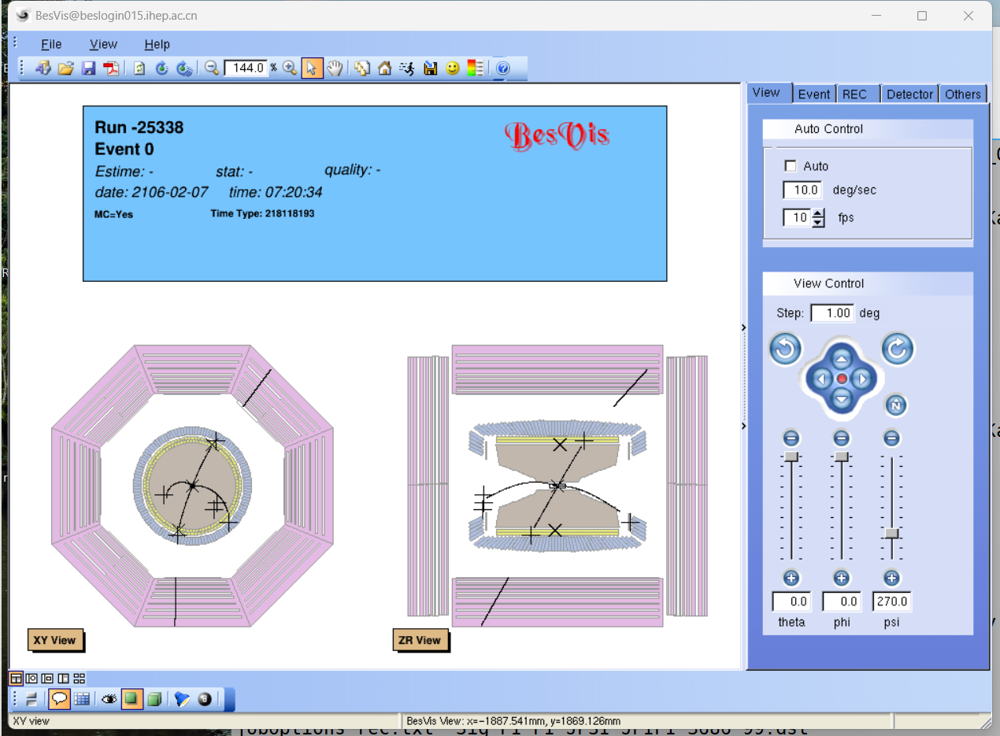 BesVis@beslogin015.ihep.ac.cn
File View Help
144.0 %
View Event REC Detector Others
Run -25338
Event 0
Estime: - stat: - quality: -
date: 2106-02-07 time: 07:20:34
MC=Yes Time Type: 218118193
BesVis
Auto Control
Auto
10.0 deg/sec
10 fps
View Control
Step: 1.00 deg
N
0.0 0.0 270.0
theta phi psi
XY View
ZR View
XY view
BesVis View: x=-1887.541mm, y=1869.126mm